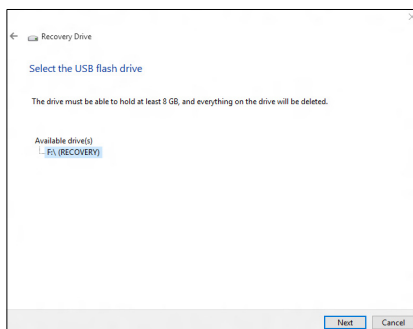 Recovery Drive
Select the USB flash drive
The drive must be able to hold at least 8 GB, and everything on the drive will be deleted.
Available drive(s)
F:\ (RECOVERY)
Next Cancel